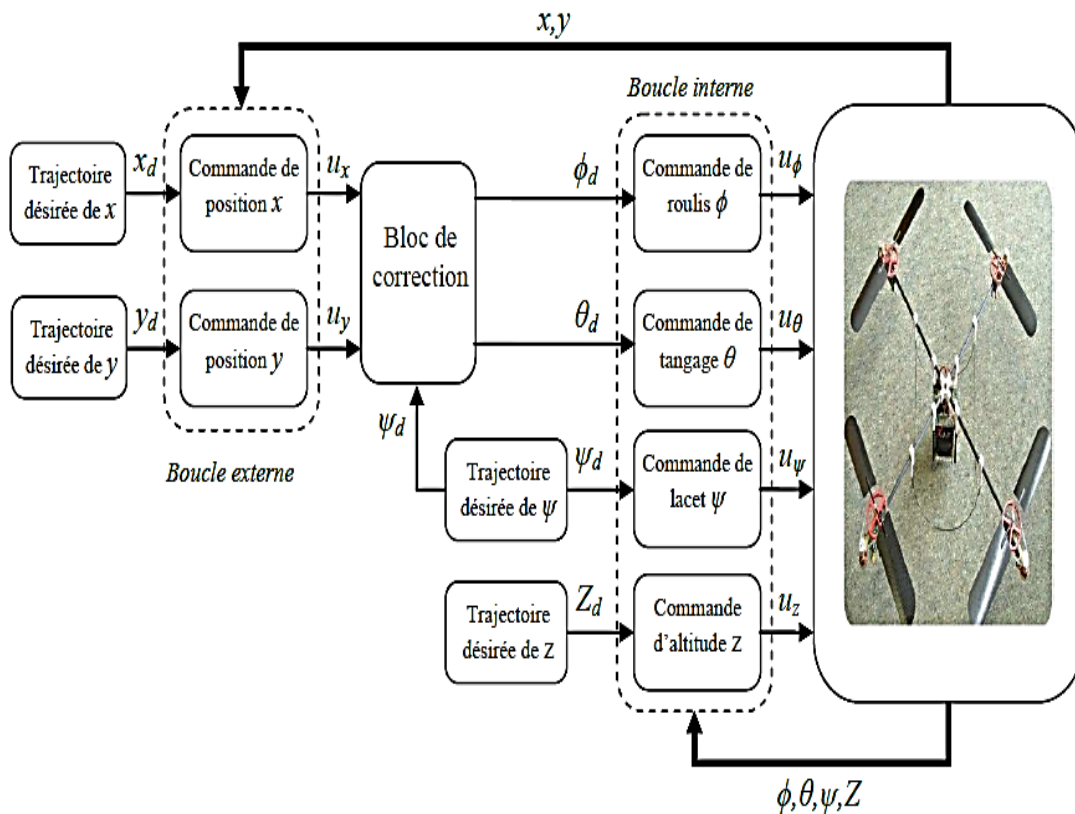 x,y
Boucle interne
Trajectoire
désirée de x
x_d
Commande de
position x
u_x
Bloc de
correction
ϕ_d
Commande de
roulis ϕ
u_ϕ
Trajectoire
désirée de y
y_d
Commande de
position y
u_y
θ_d
Commande de
tangage θ
u_θ
Boucle externe
ψ_d
Trajectoire
désirée de ψ
ψ_d
Commande de
lacet ψ
u_ψ
Trajectoire
désirée de z
Z_d
Commande
d'altitude z
u_z
ϕ,θ,ψ,Z